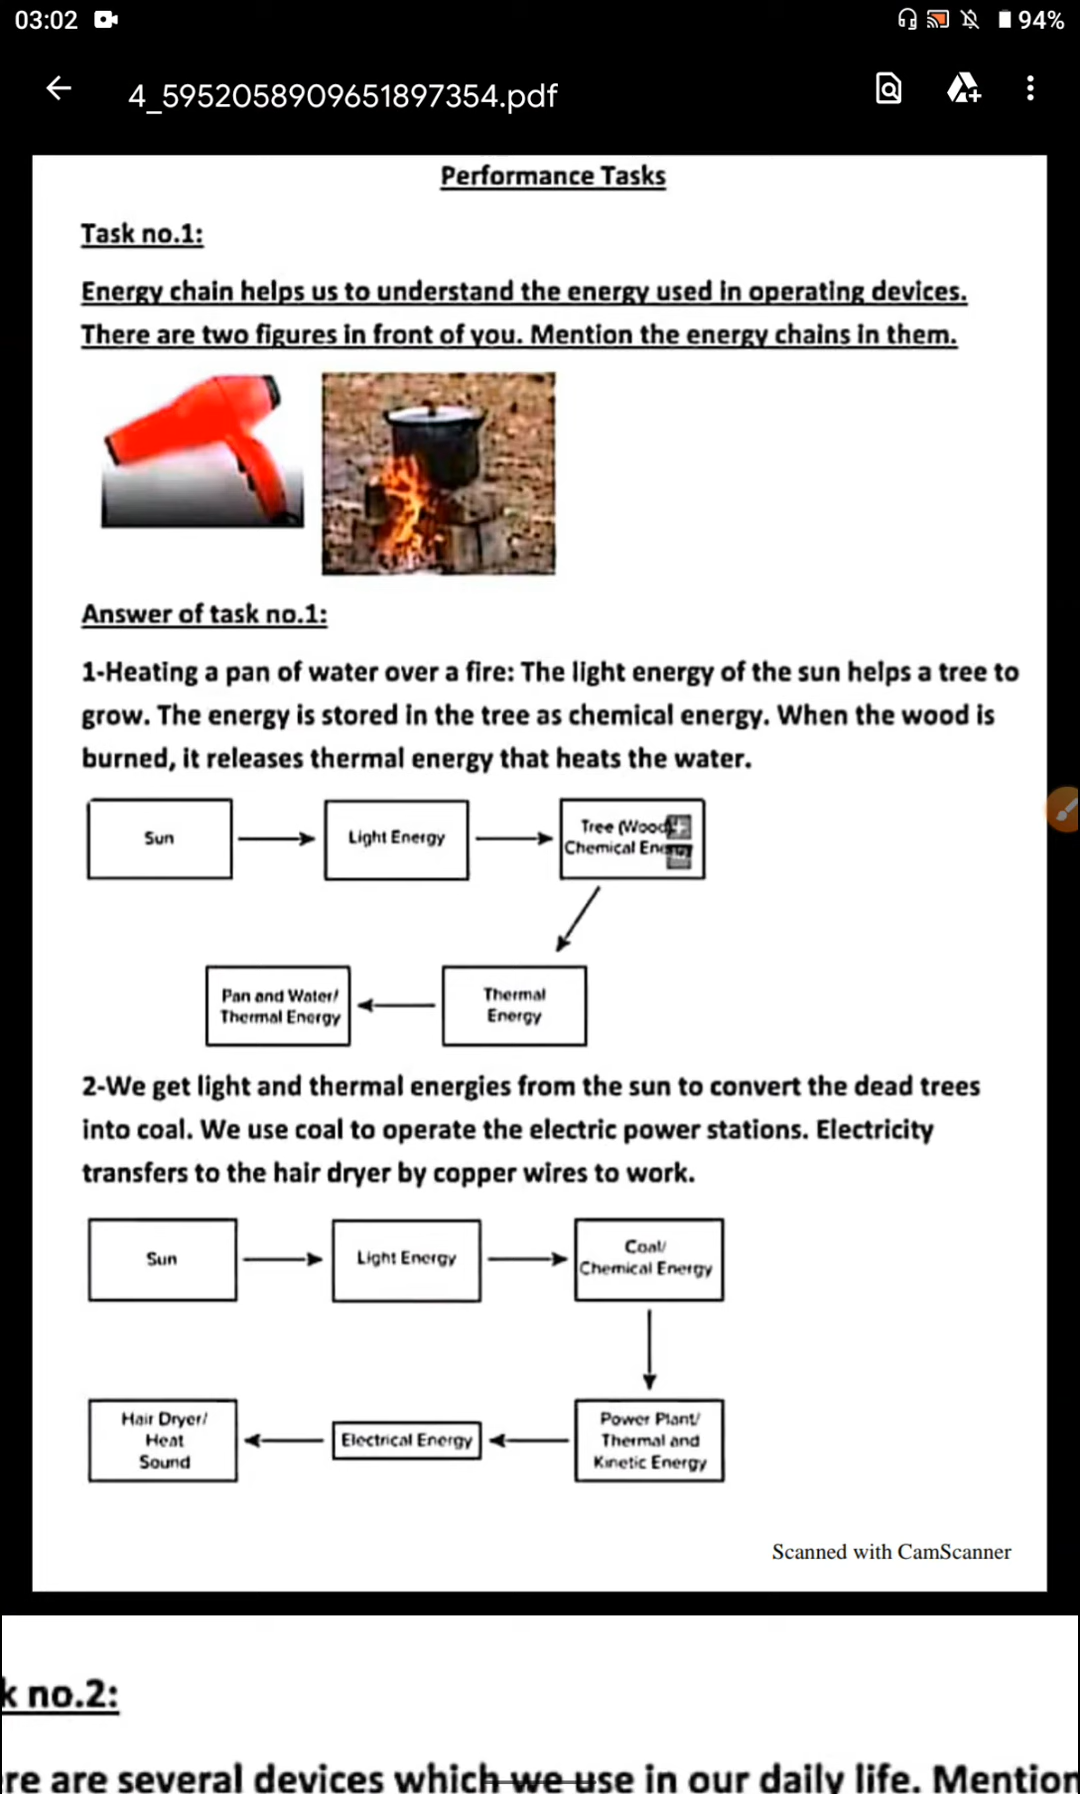 03:02
94%
4_5952058909651897354.pdf
Performance Tasks
Task no.1:
Energy chain helps us to understand the energy used in operating devices.
There are two figures in front of you. Mention the energy chains in them.
Answer of task no.1:
1-Heating a pan of water over a fire: The light energy of the sun helps a tree to
grow. The energy is stored in the tree as chemical energy. When the wood is
burned, it releases thermal energy that heats the water.
Sun
Light Energy
Tree (Wood)
Chemical Energy
Thermal
Energy
Pan and Water/
Thermal Energy
2-We get light and thermal energies from the sun to convert the dead trees
into coal. We use coal to operate the electric power stations. Electricity
transfers to the hair dryer by copper wires to work.
Sun
Light Energy
Coal/
Chemical Energy
Power Plant/
Thermal and
Kinetic Energy
Electrical Energy
Hair Dryer/
Heat
Sound
Scanned with CamScanner
k no.2:
re are several devices which we use in our daily life. Mention